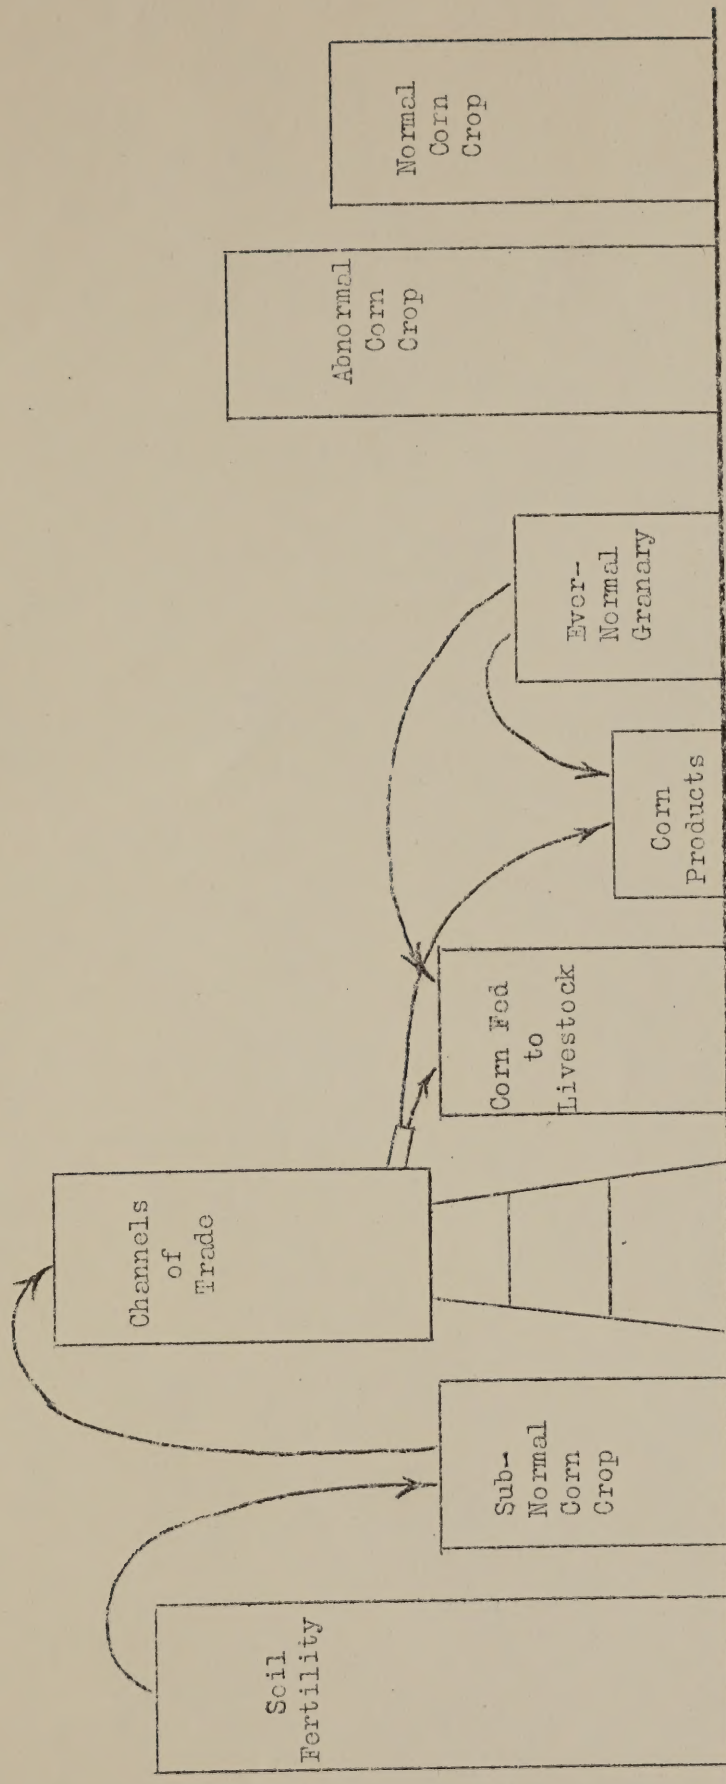 Soil
Fertility
Sub-
Normal
Corn
Crop
Channels
of
Trade
Corn Fed
to
Livestock
Corn
Products
Ever-
Normal
Granary
Abnormal
Corn
Crop
Normal
Corn
Crop